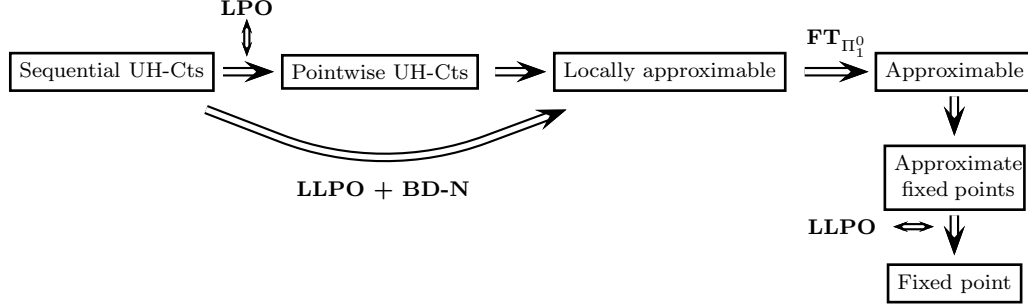 LPO
FT_{Π^0_1}
Sequential UH-Cts
Pointwise UH-Cts
Locally approximable
Approximable
LLPO + BD-N
Approximate
fixed points
LLPO
Fixed point